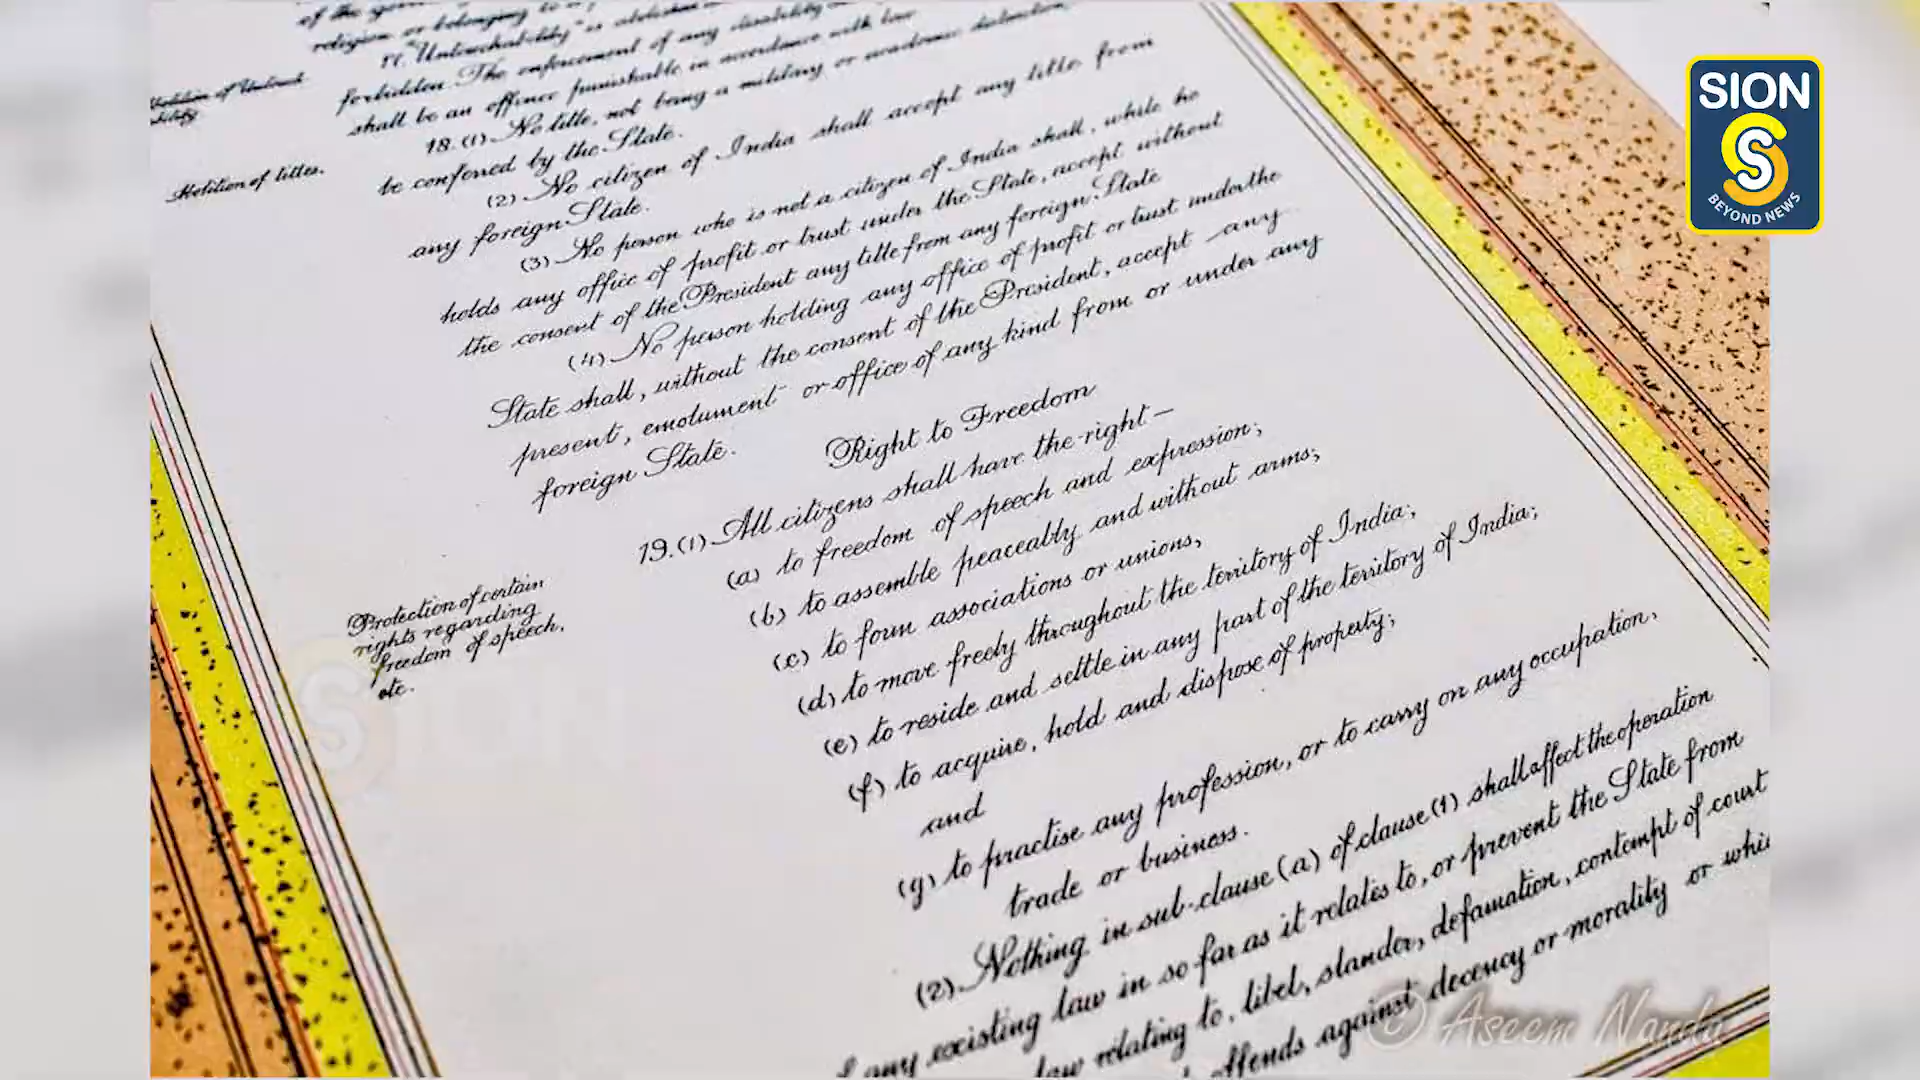 religion or belonging to a
17. "Untouchability" is abolished
forbidden. The enforcement of any disability
shall be an offence punishable in accordance with law
18.(1) No title, not being a military or academic distinction,
be conferred by the State.
Abolition of titles.
(2) No citizen of India shall accept any title from
any foreign State.
(3) No person who is not a citizen of India shall, while he
holds any office of profit or trust under the State, accept without
the consent of the President any title from any foreign State
(4) No person holding any office of profit or trust under the
State shall, without the consent of the President, accept any
present, emolument or office of any kind from or under any
foreign State.
Right to Freedom
Protection of certain
rights regarding
freedom of speech,
etc.
19.(1) All citizens shall have the right—
(a) to freedom of speech and expression;
(b) to assemble peaceably and without arms;
(c) to form associations or unions;
(d) to move freely throughout the territory of India;
(e) to reside and settle in any part of the territory of India;
(f) to acquire, hold and dispose of property;
and
(g) to practise any profession, or to carry on any occupation,
trade or business.
(2) Nothing in sub-clause (a) of clause (1) shall affect the operation
of any existing law in so far as it relates to, or prevent the State from
law relating to, libel, slander, defamation, contempt of court
offends against decency or morality or whic
SION
S
BEYOND NEWS
© Aseem Nanda